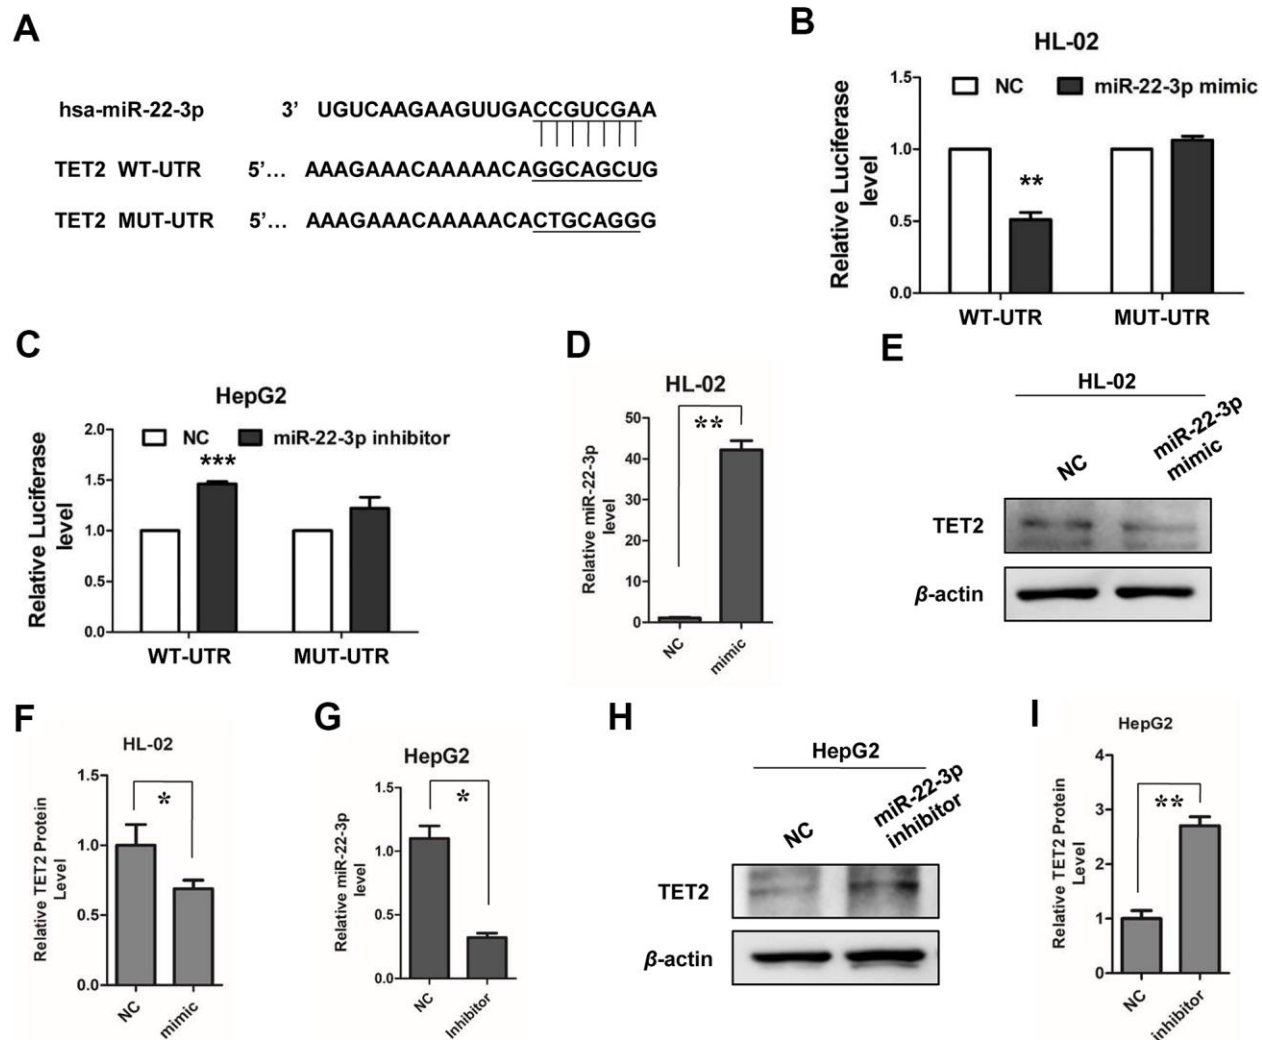 A
hsa-miR-22-3p 3’ UGUCAAGAAGUUGACCGUCGAA
TET2 WT-UTR 5’... AAAGAAACAAAAACAGGCAGCUG
TET2 MUT-UTR 5’... AAAGAAACAAAAACACTGCAGGG
B
HL-02
NC miR-22-3p mimic
Relative Luciferase
level
1.5
1.0
0.5
0.0
**
WT-UTR MUT-UTR
C
HepG2
NC miR-22-3p inhibitor
Relative Luciferase
level
2.0
1.5
1.0
0.5
0.0
***
WT-UTR MUT-UTR
D
HL-02
Relative miR-22-3p
level
50
40
30
20
10
0
**
NC mimic
E
HL-02
NC miR-22-3p
mimic
TET2
β-actin
F
HL-02
Relative TET2 Protein
Level
1.5
1.0
0.5
0.0
*
NC mimic
G
HepG2
Relative miR-22-3p
level
1.5
1.0
0.5
0.0
*
NC Inhibitor
H
HepG2
NC miR-22-3p
inhibitor
TET2
β-actin
I
HepG2
Relative TET2 Protein
Level
4
3
2
1
0
**
NC inhibitor